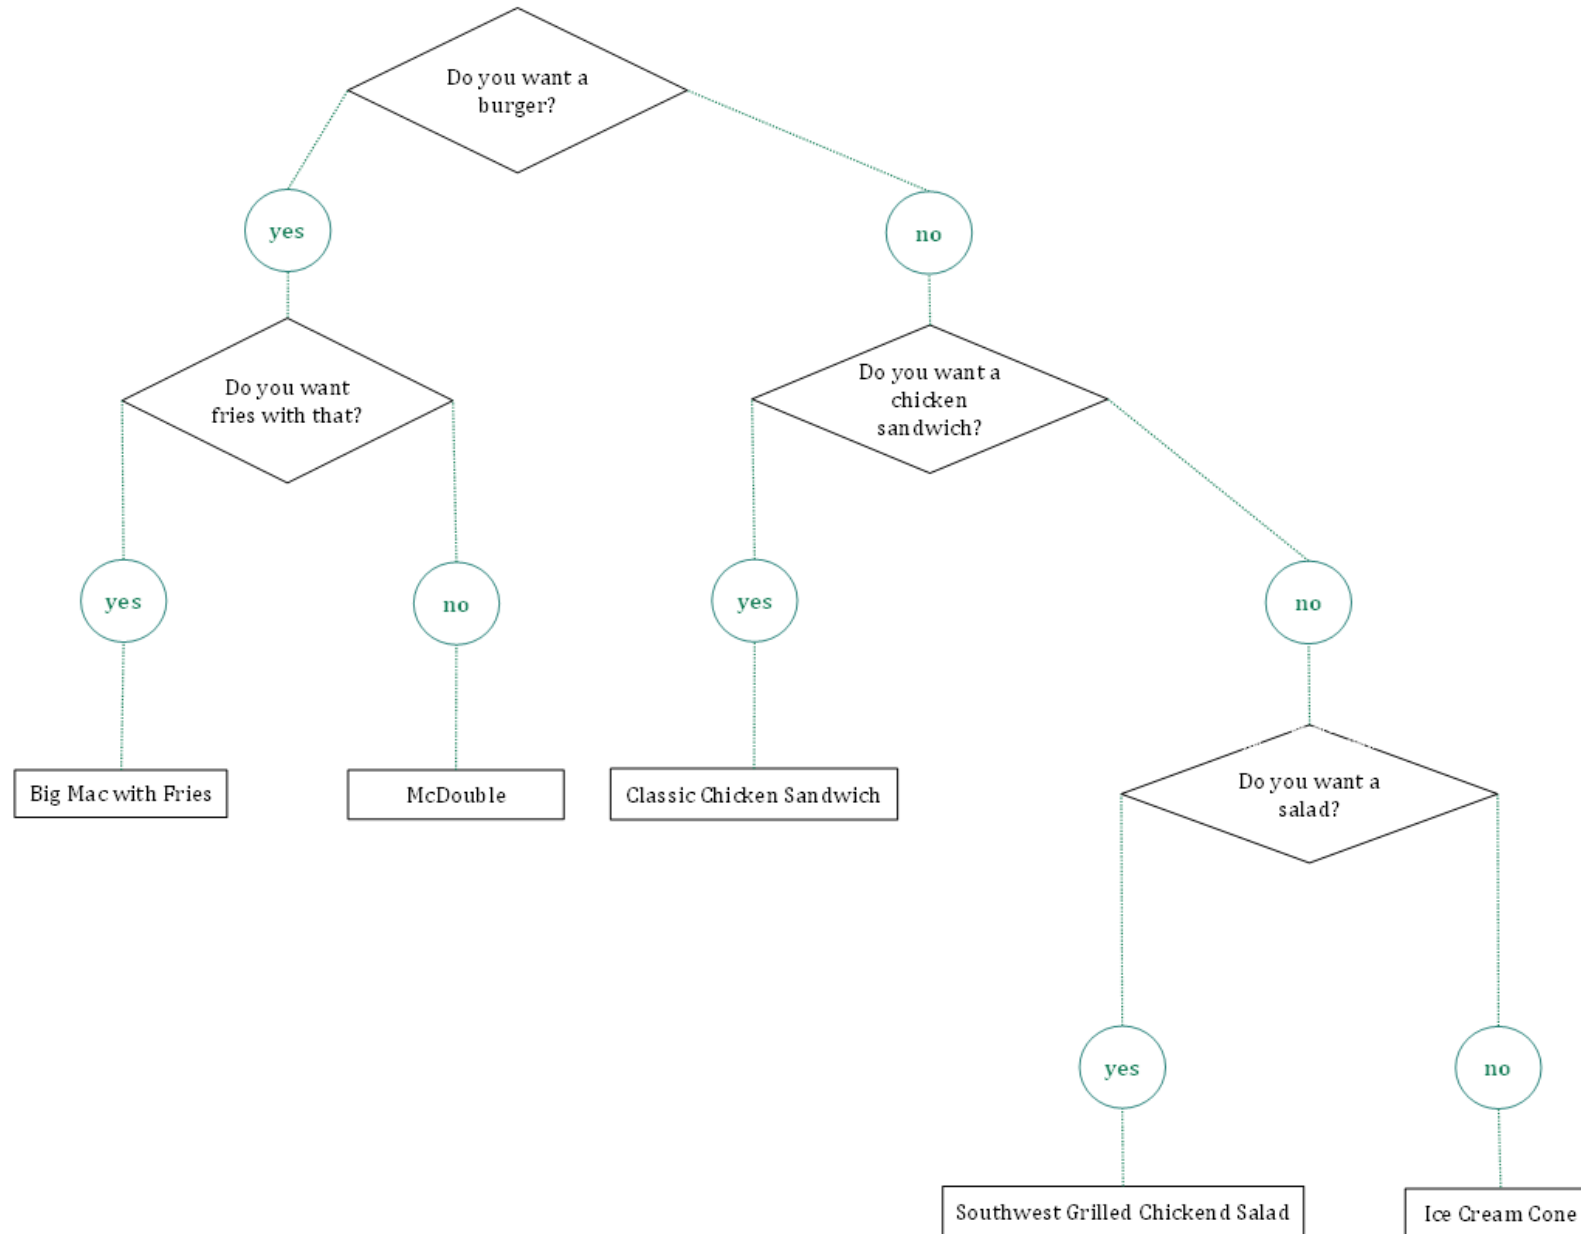 Do you want a
burger?
yes
no
Do you want
fries with that?
Do you want a
chicken
sandwich?
yes
no
yes
no
Big Mac with Fries
McDouble
Classic Chicken Sandwich
Do you want a
salad?
yes
no
Southwest Grilled Chickend Salad
Ice Cream Cone